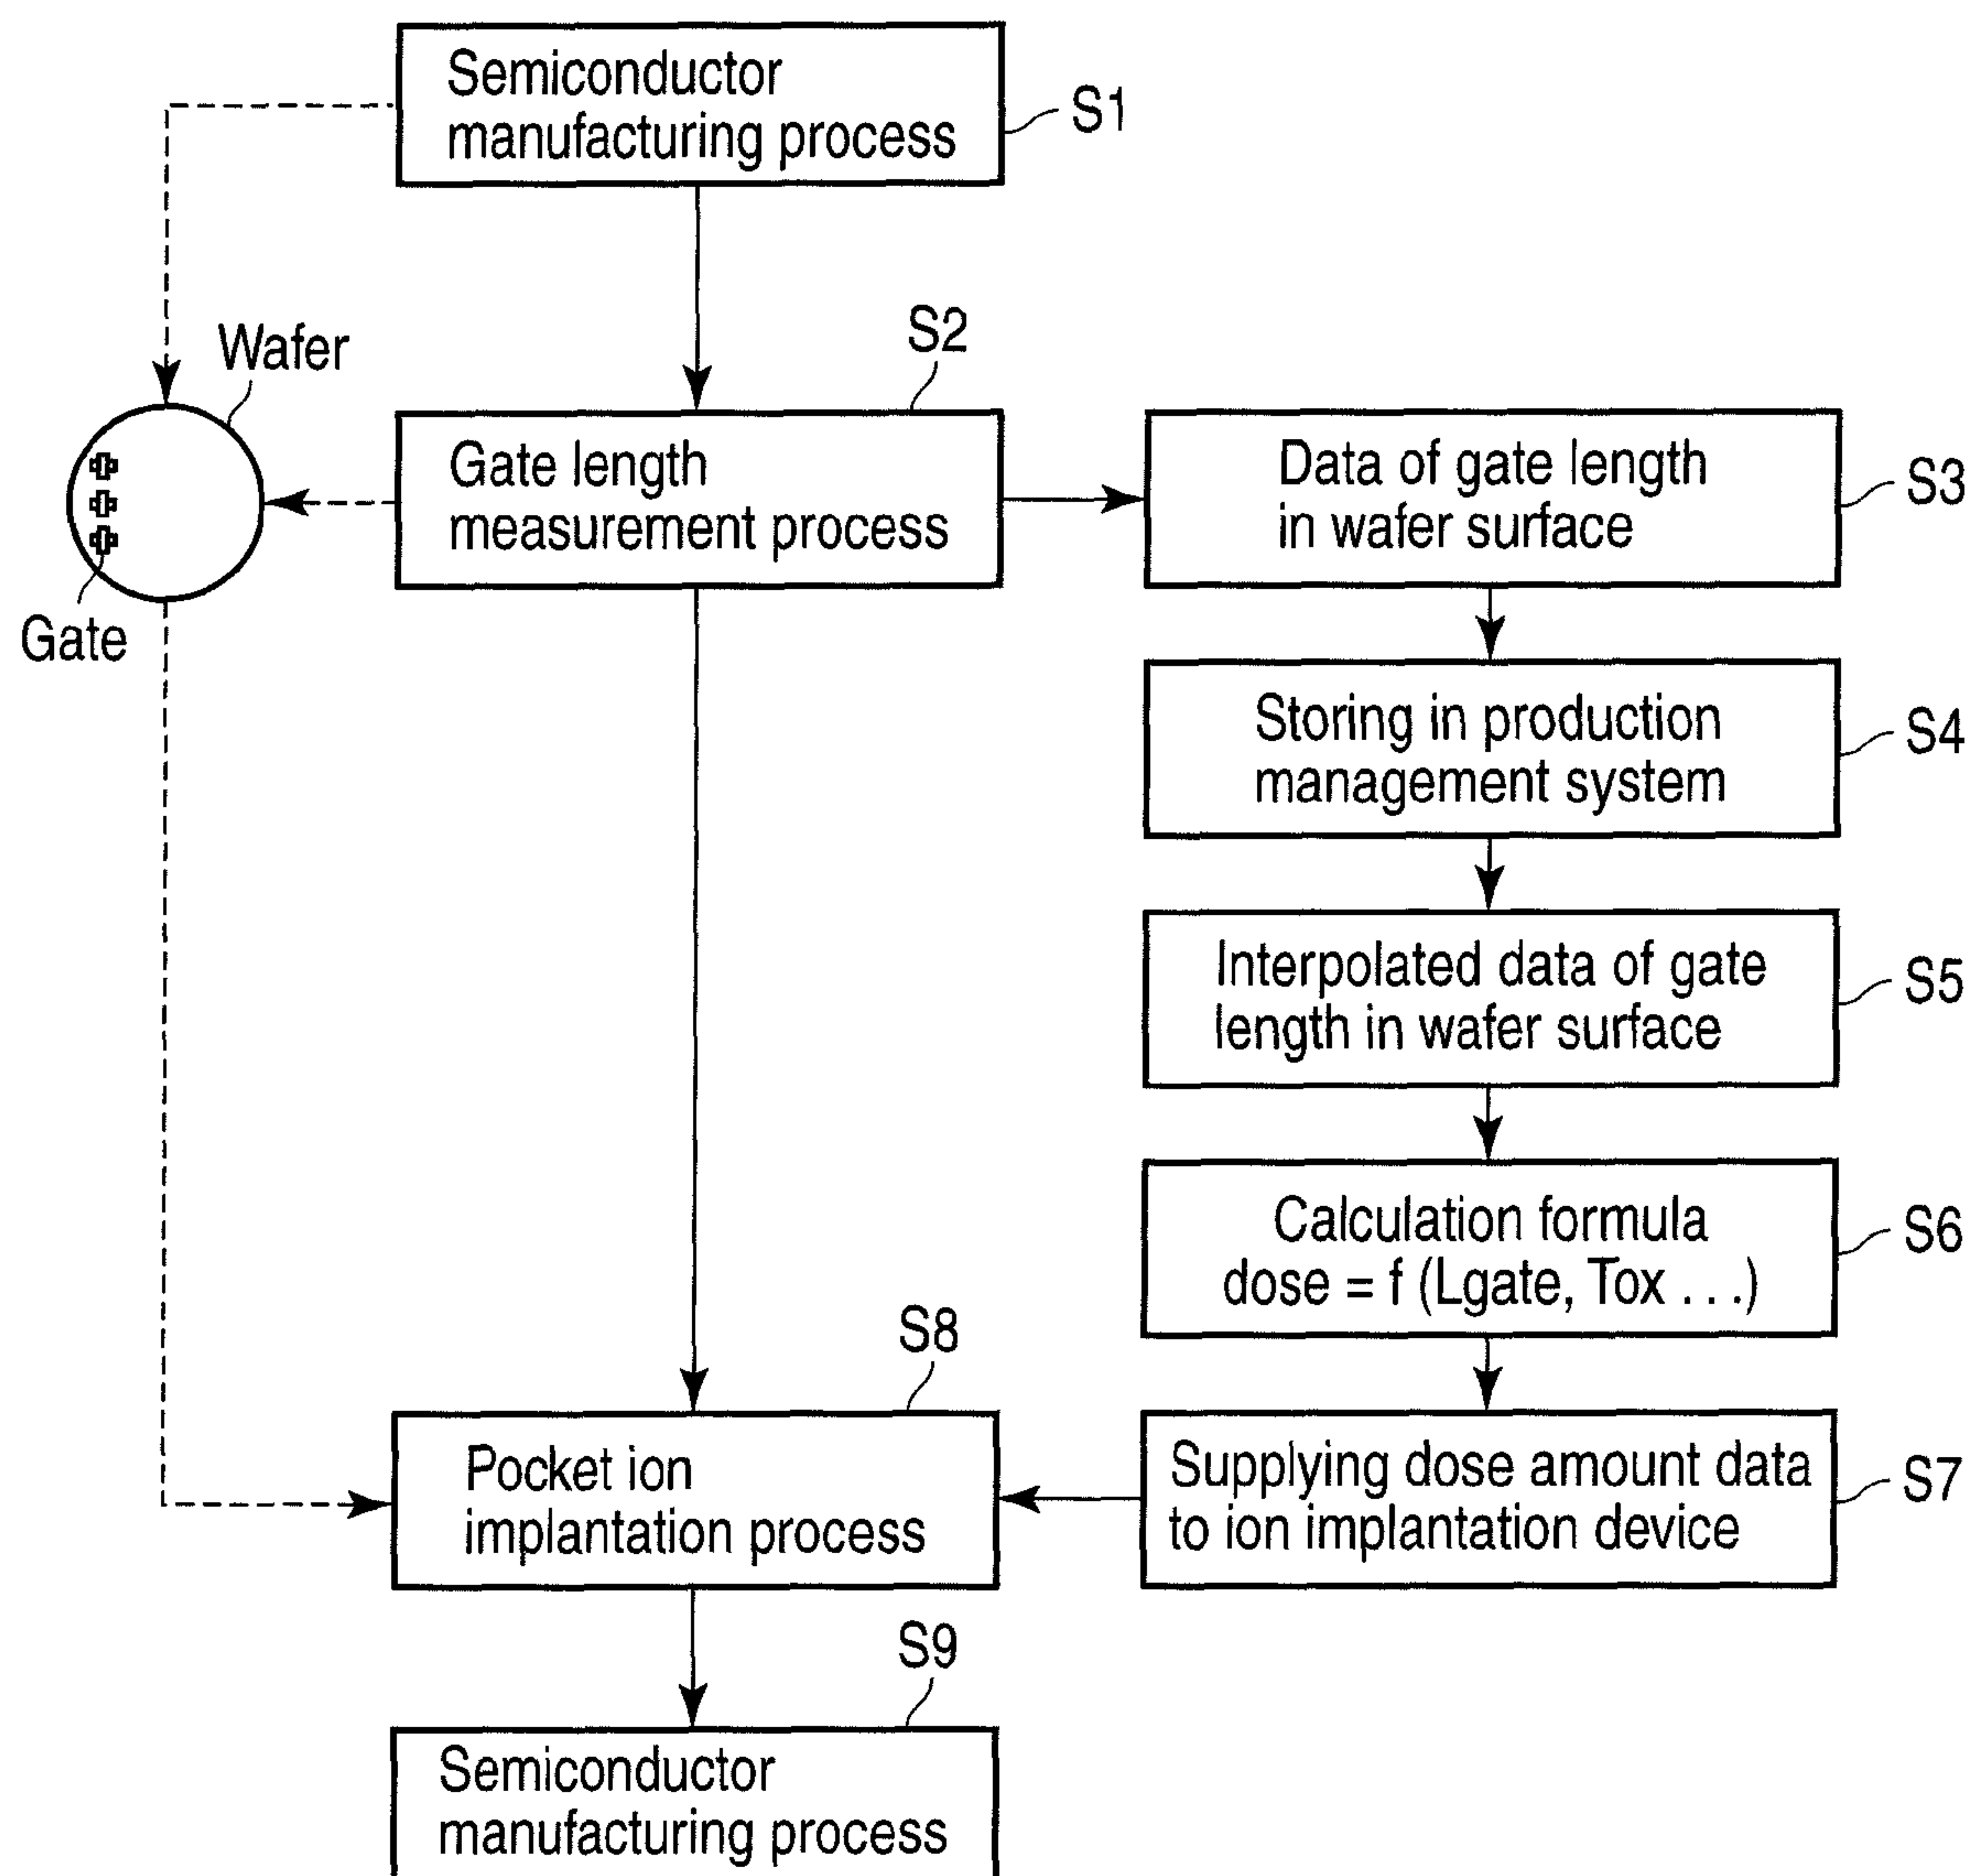 Semiconductor
manufacturing process
S1
Wafer
Gate
S2
Gate length
measurement process
Data of gate length
in wafer surface
S3
Storing in production
management system
S4
Interpolated data of gate
length in wafer surface
S5
Calculation formula
dose = f (Lgate, Tox . . .)
S6
S8
Pocket ion
implantation process
Supplying dose amount data
to ion implantation device
S7
S9
Semiconductor
manufacturing process